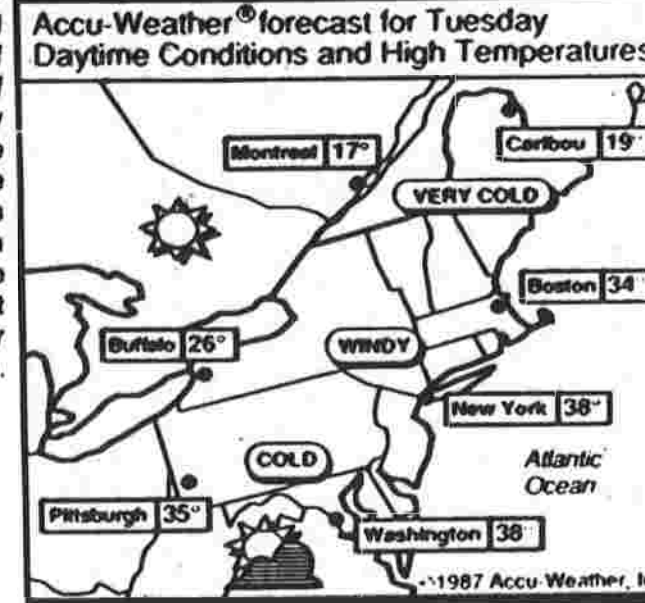 Accu-Weather® forecast for Tuesday
Daytime Conditions and High Temperatures
Montreal 17°
Caribou 19°
VERY COLD
Boston 34
Buffalo 26°
WINDY
New York 38°
COLD
Atlantic
Ocean
Pittsburgh 35°
Washington 38
1987 Accu-Weather, I